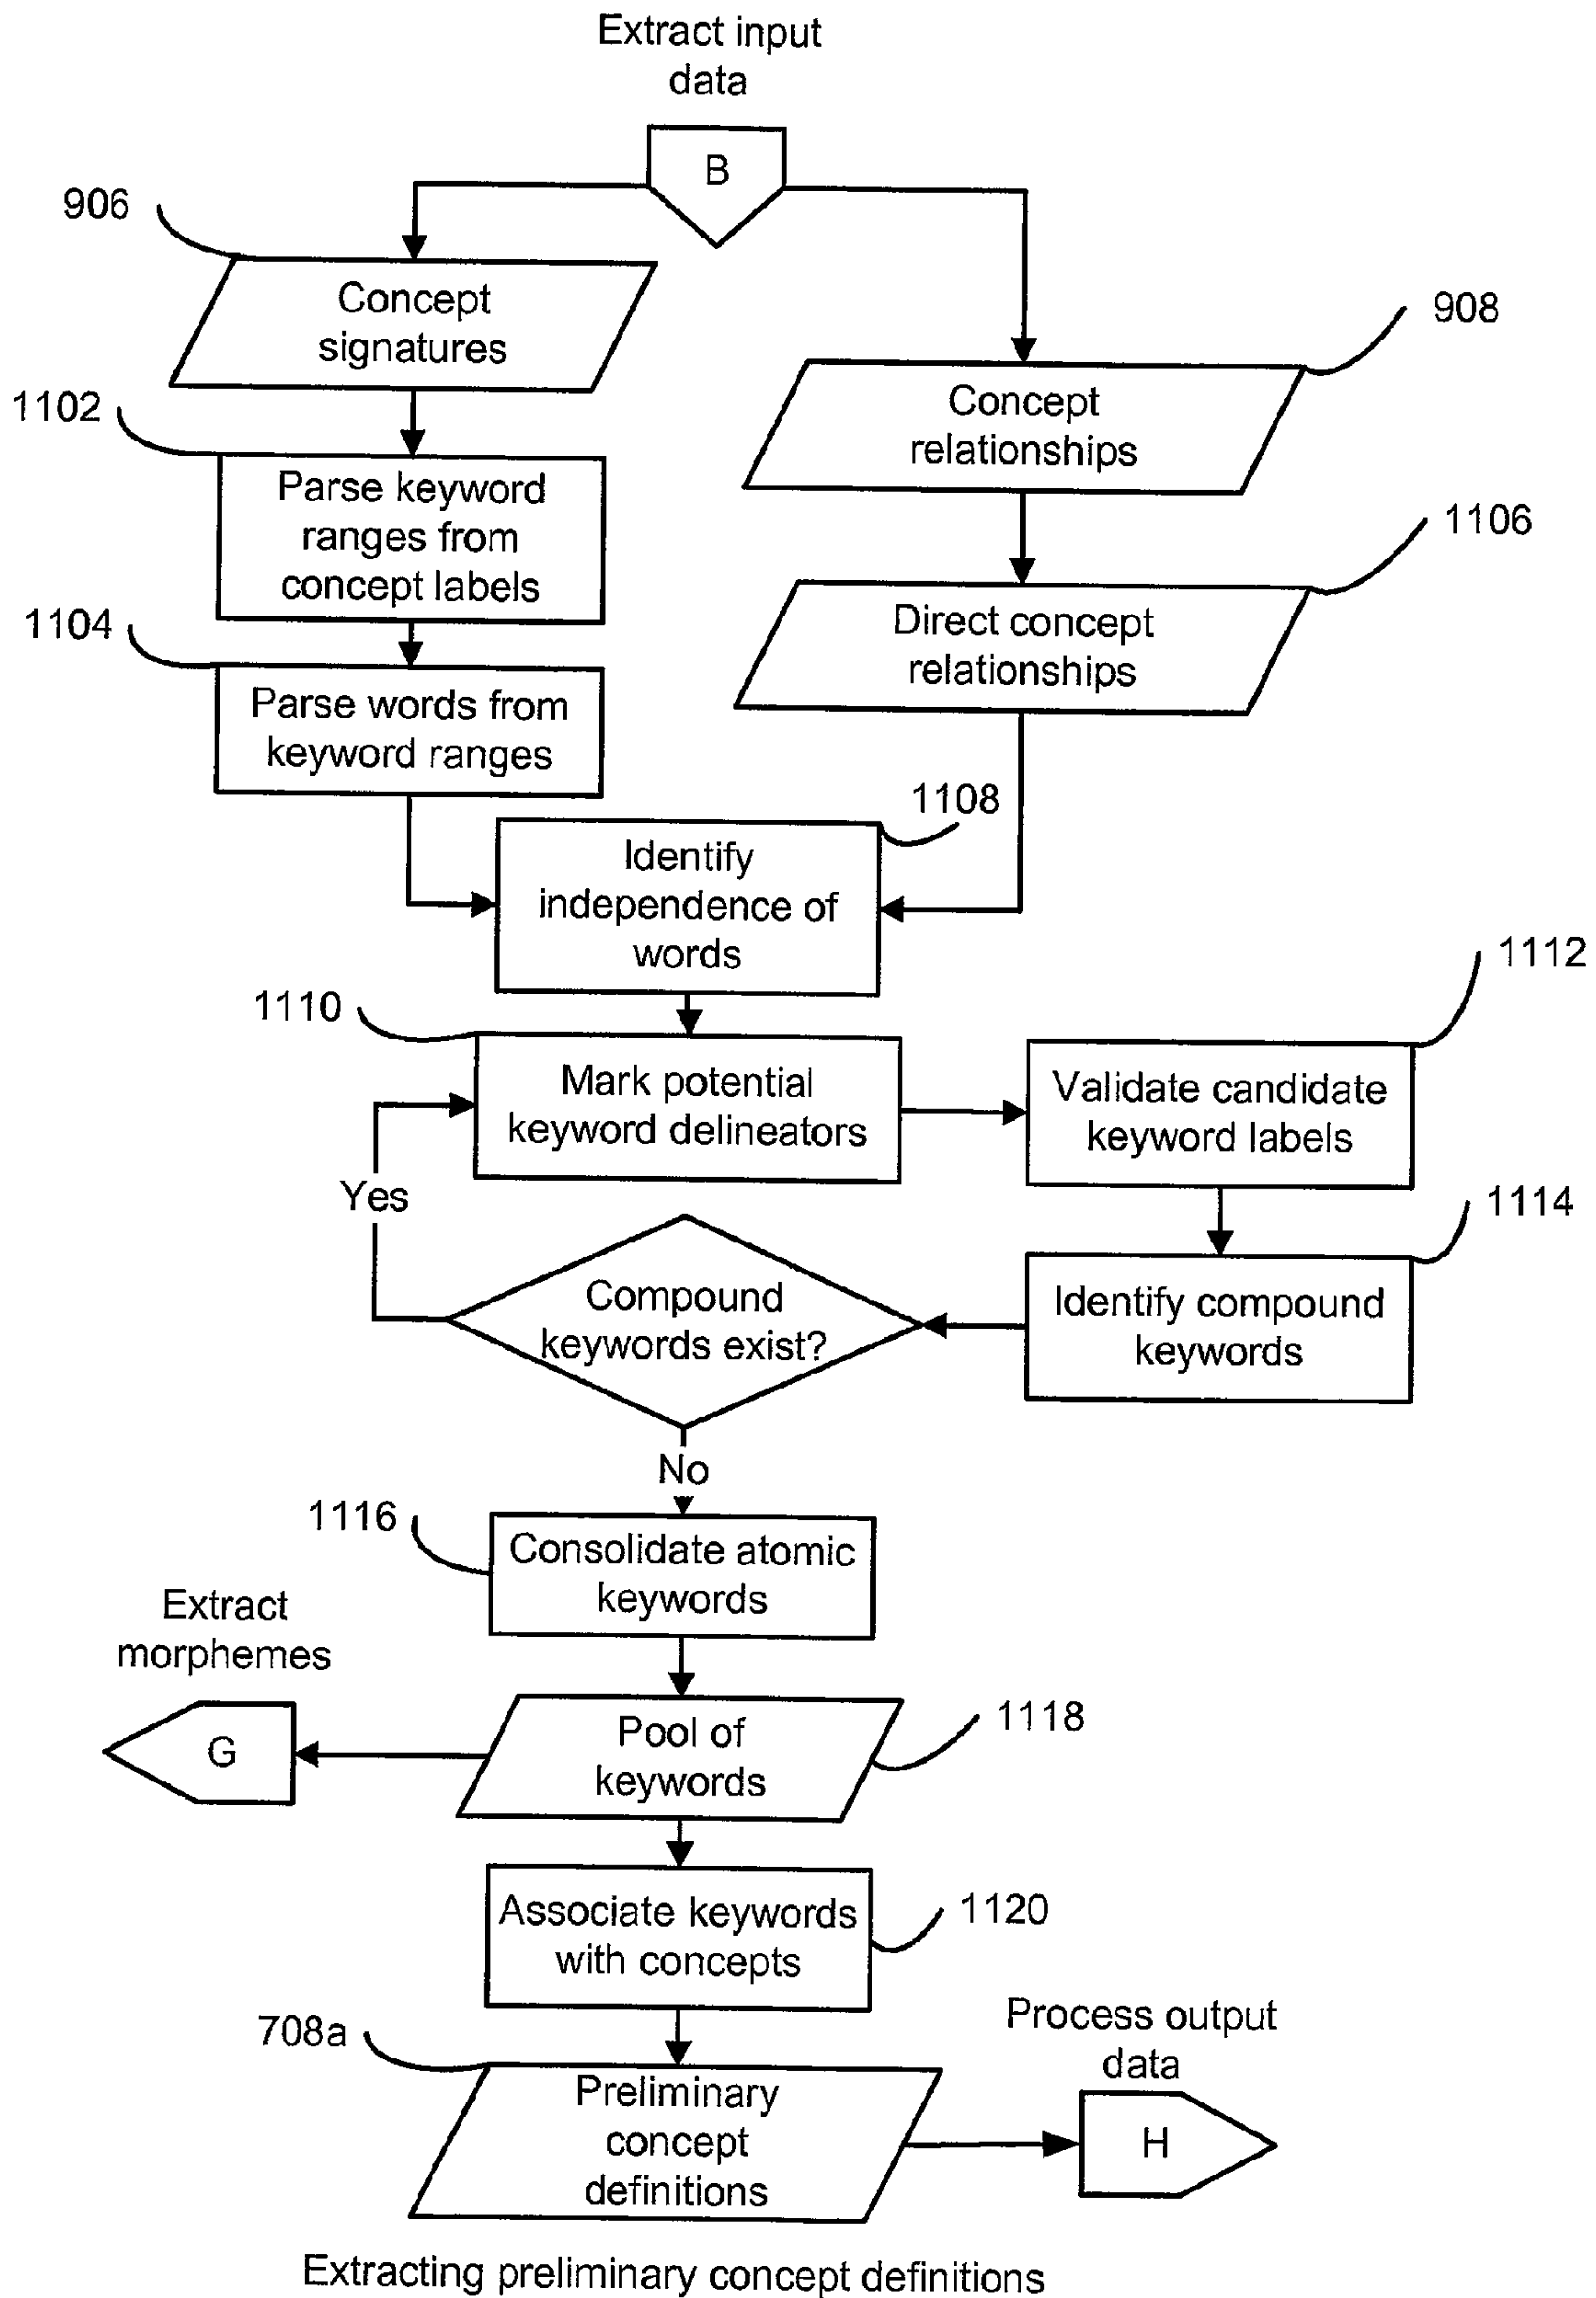 Extract input
data
B
906
Concept
signatures
908
Concept
relationships
1102
Parse keyword
ranges from
concept labels
1106
Direct concept
relationships
1104
Parse words from
keyword ranges
1108
Identify
independence of
words
1110
Mark potential
keyword delineators
1112
Validate candidate
keyword labels
Yes
1114
Identify compound
keywords
Compound
keywords exist?
No
1116
Consolidate atomic
keywords
Extract
morphemes
G
Pool of
keywords
1118
Associate keywords
with concepts
1120
708a
Preliminary
concept
definitions
Process output
data
H
Extracting preliminary concept definitions